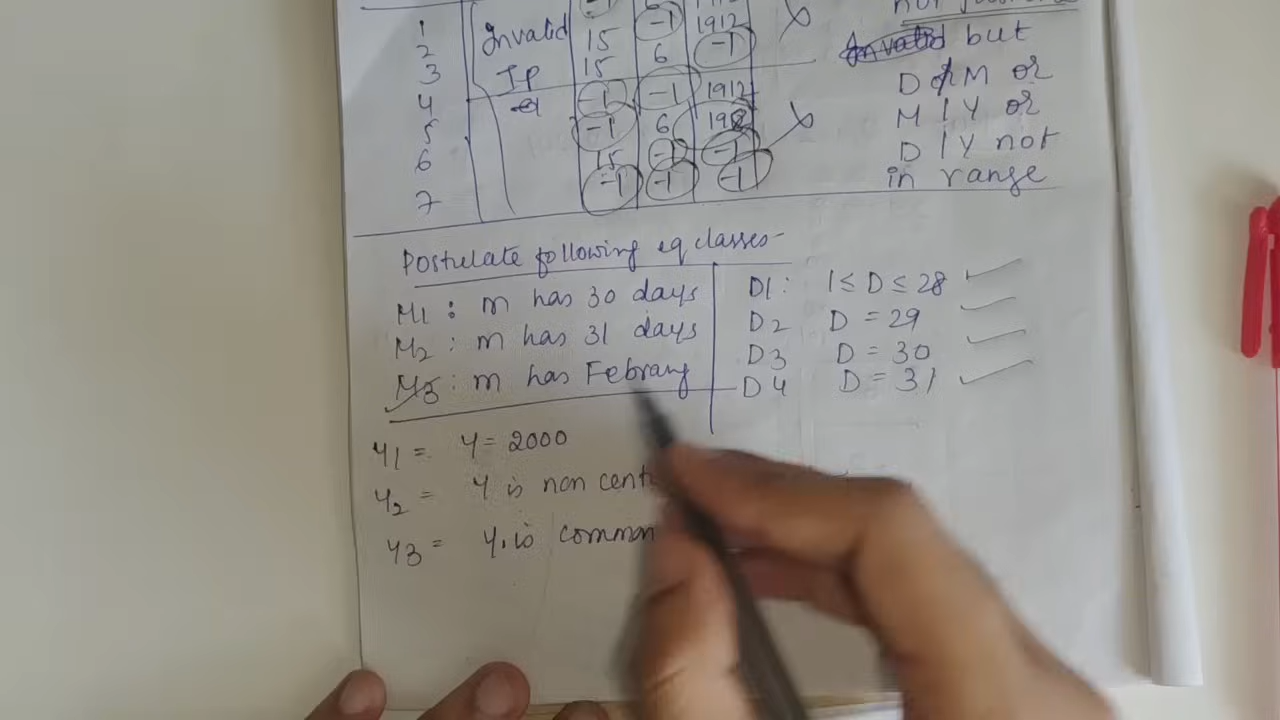 1 Invalid -1 6 1912
2 IP 15 -1 1912
3 15 6 -1
4 -1 -1 1912
5 -1 6 1912
6 15 -1 -1
7 -1 -1 -1
but
D / M or
M / Y or
D / Y not
in range
Postulate following eq classes-
M1 : m has 30 days
M2 : m has 31 days
M3 : m has Febrary
D1 : 1 ≤ D ≤ 28
D2 D = 29
D3 D = 30
D4 D = 31
Y1 = Y = 2000
Y2 = Y is non cent
Y3 = Y is common